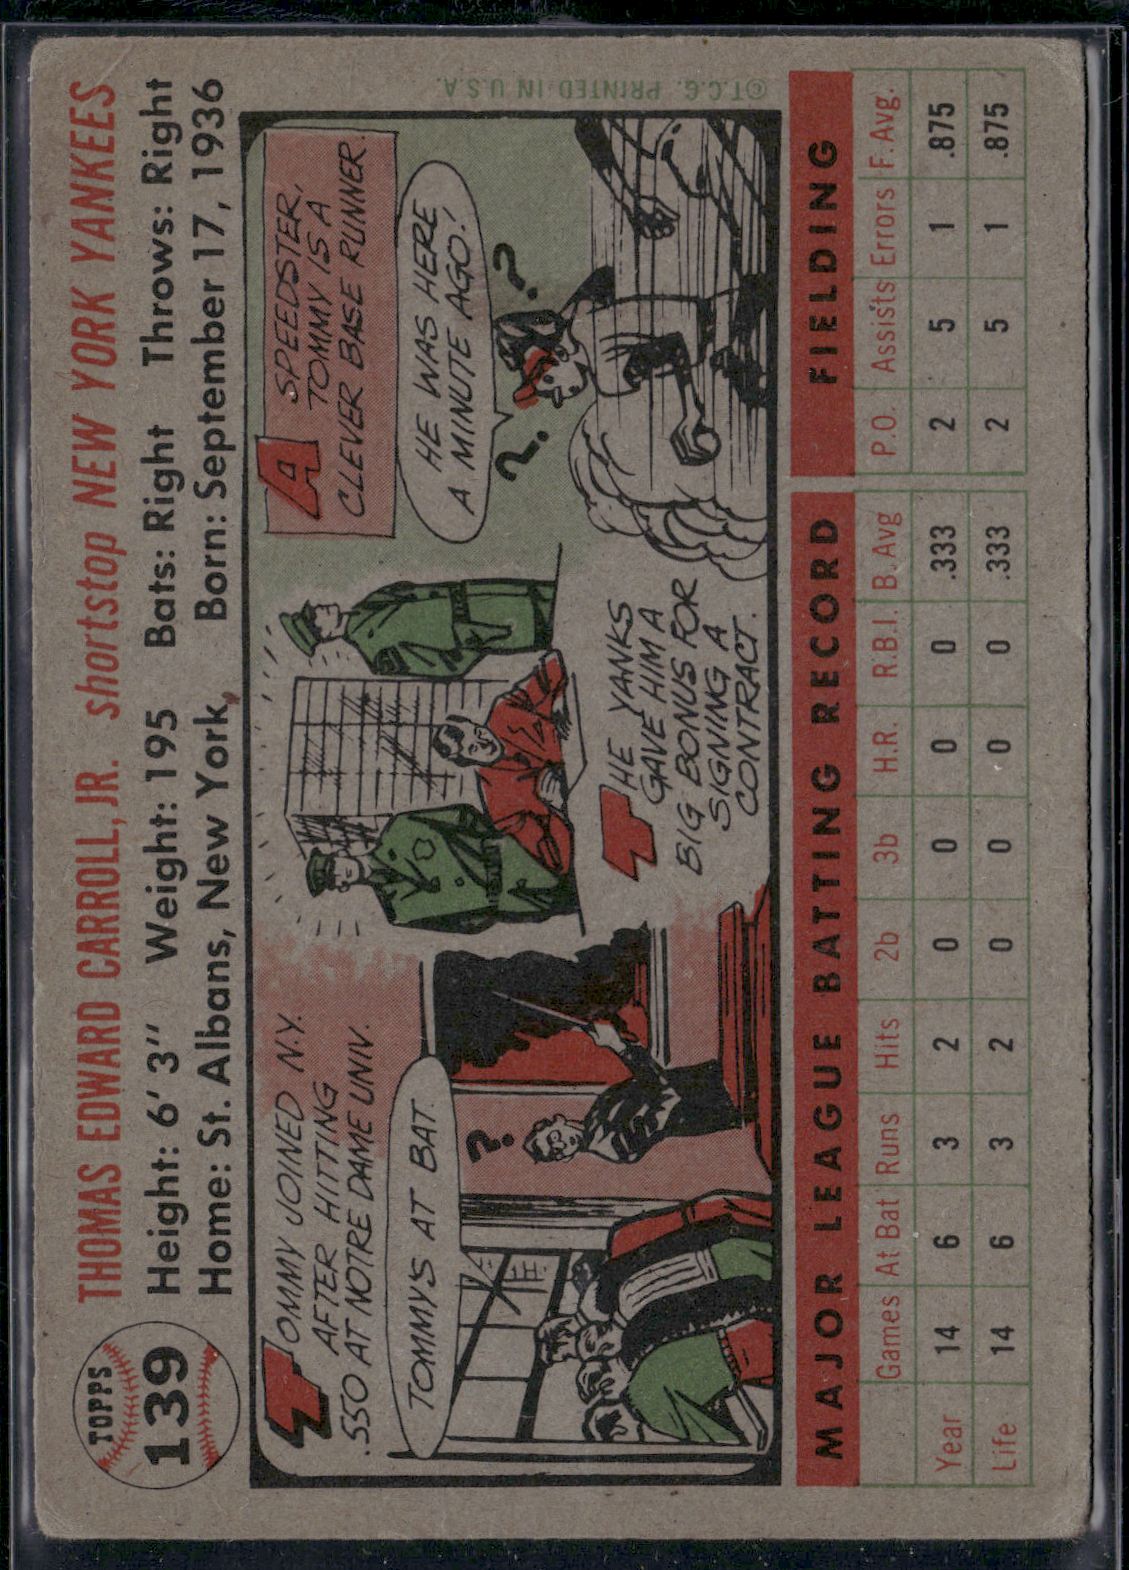 TOPPS
139
THOMAS EDWARD CARROLL, JR. shortstop NEW YORK YANKEES
Height: 6' 3" Weight: 195 Bats: Right Throws: Right
Home: St. Albans, New York, Born: September 17, 1936
TOMMY JOINED N.Y.
AFTER HITTING
.550 AT NOTRE DAME UNIV.
TOMMY'S AT BAT.
?
THE YANKS
GAVE HIM A
BIG BONUS FOR
SIGNING A
CONTRACT.
A SPEEDSTER,
TOMMY IS A
CLEVER BASE RUNNER.
HE WAS HERE
A MINUTE AGO!
? ?
©T.C.G. PRINTED IN U.S.A.
MAJOR LEAGUE BATTING RECORD FIELDING
Games At Bat Runs Hits 2b 3b H.R. R.B.I. B. Avg P.O. Assists Errors F. Avg.
Year 14 6 3 2 0 0 0 0 .333 2 5 1 .875
Life 14 6 3 2 0 0 0 0 .333 2 5 1 .875